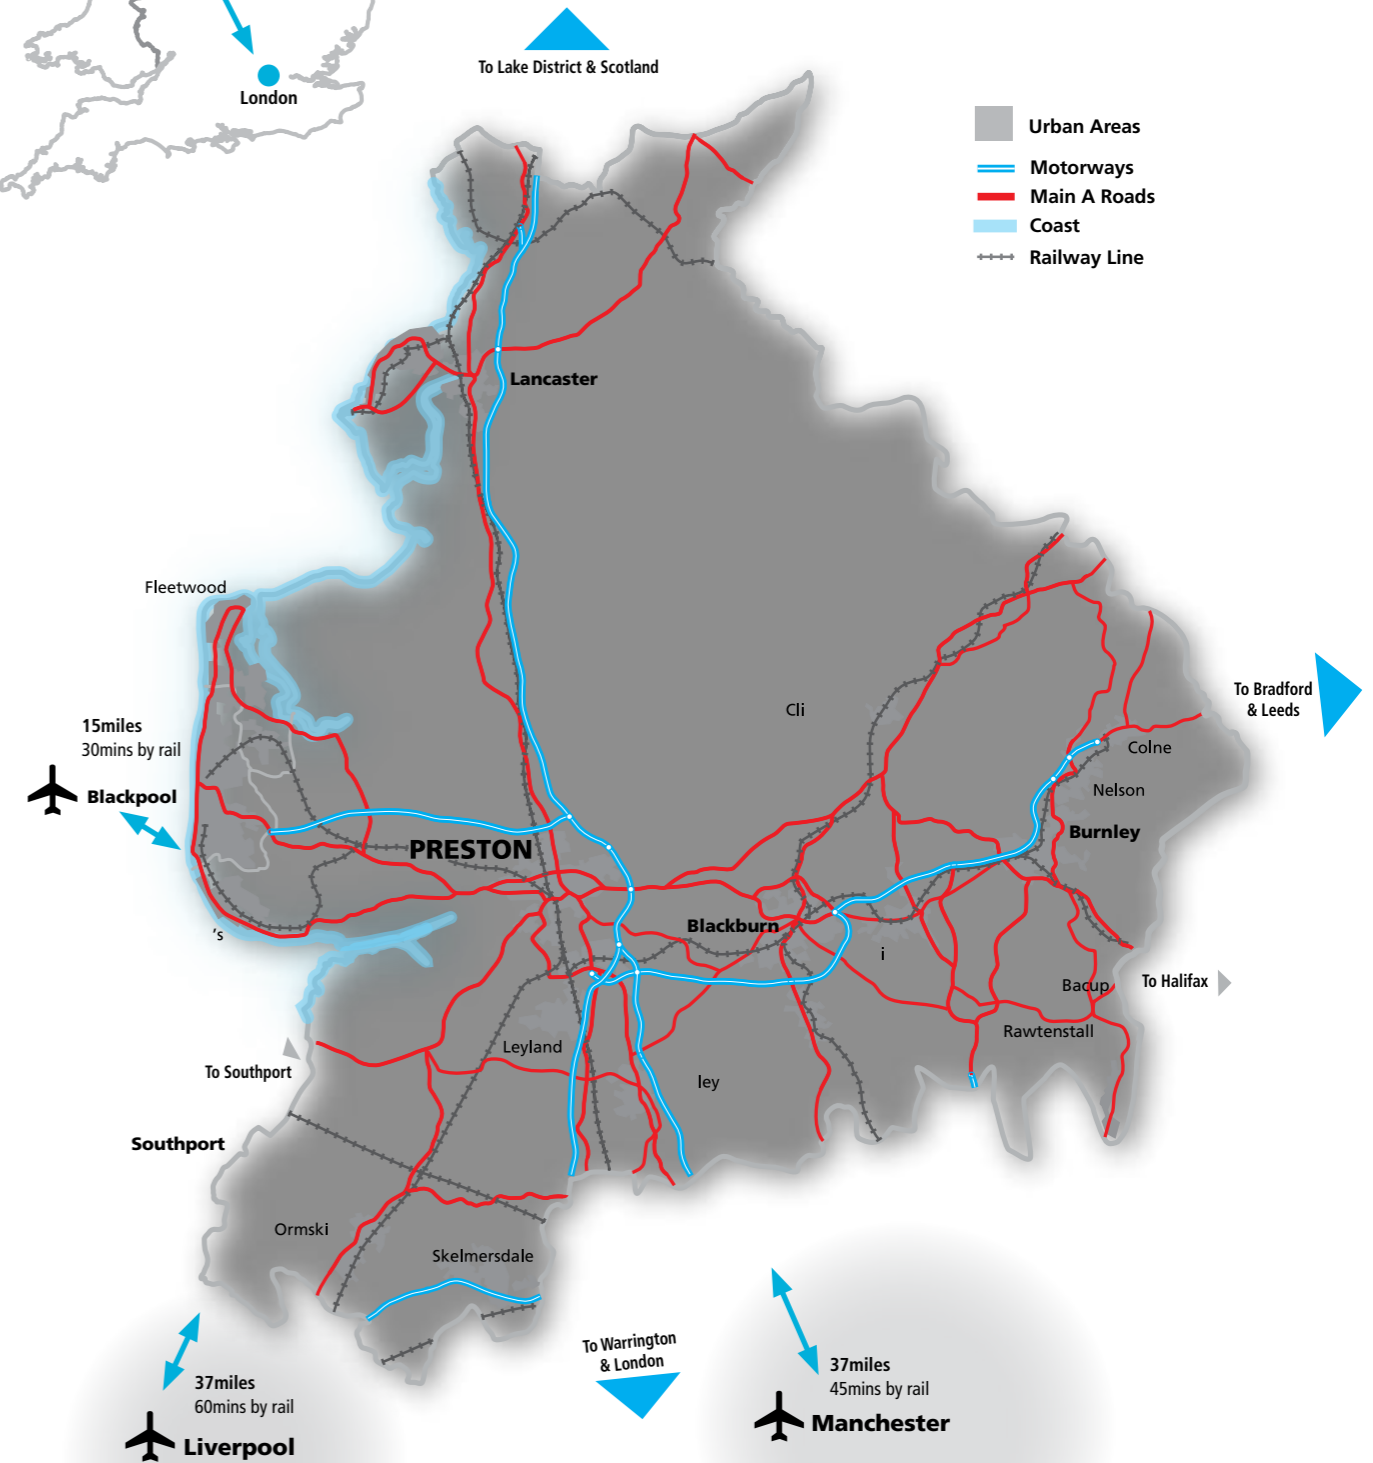 To Lake District & Scotland
London
Urban Areas
Motorways
Main A Roads
Coast
Railway Line
Lancaster
Fleetwood
To Bradford
& Leeds
Cli
15miles
30mins by rail
Colne
Nelson
Blackpool
Burnley
PRESTON
Blackburn
's
i
Bacup
To Halifax
Rawtenstall
Leyland
To Southport
ley
Southport
Ormski
Skelmersdale
To Warrington
& London
37miles
45mins by rail
Manchester
37miles
60mins by rail
Liverpool